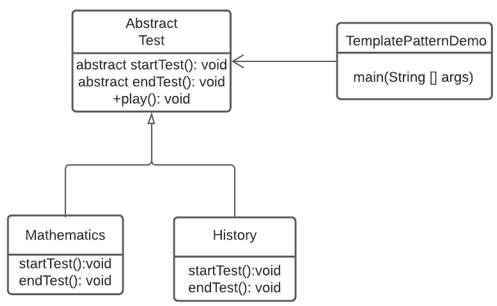 Abstract
Test
abstract startTest(): void
abstract endTest(): void
+play(): void
TemplatePatternDemo
main(String [] args)
Mathematics
startTest():void
endTest(): void
History
startTest():void
endTest(): void